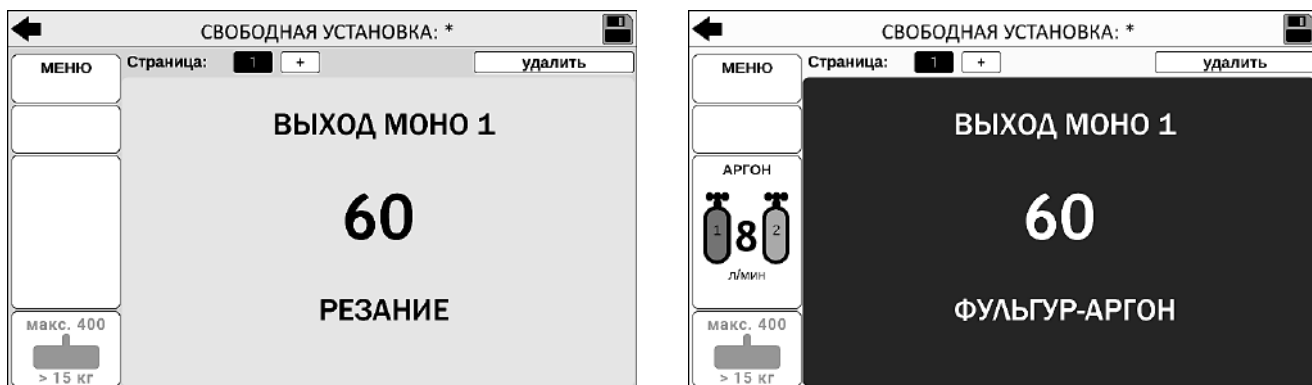 СВОБОДНАЯ УСТАНОВКА: *
МЕНЮ
Страница: 1 + удалить
ВЫХОД МОНО 1
60
РЕЗАНИЕ
макс. 400
> 15 кг
СВОБОДНАЯ УСТАНОВКА: *
МЕНЮ
Страница: 1 + удалить
ВЫХОД МОНО 1
АРГОН
1 8 2
л/мин
60
ФУЛЬГУР-АРГОН
макс. 400
> 15 кг